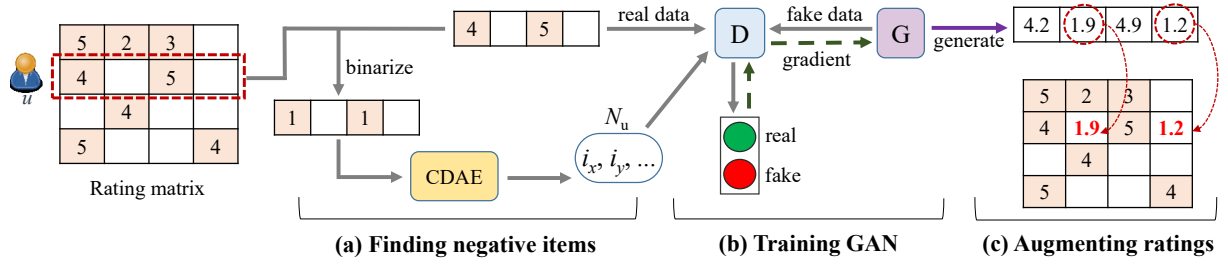 5 2 3
4 5
4
5 4
u
Rating matrix
binarize
1 1
CDAE
4 5
real data
N_u
i_x, i_y, ...
D
fake data
gradient
G
generate
real
fake
4.2 1.9 4.9 1.2
5 2 3
4 1.9 5 1.2
4
5 4
(a) Finding negative items
(b) Training GAN
(c) Augmenting ratings